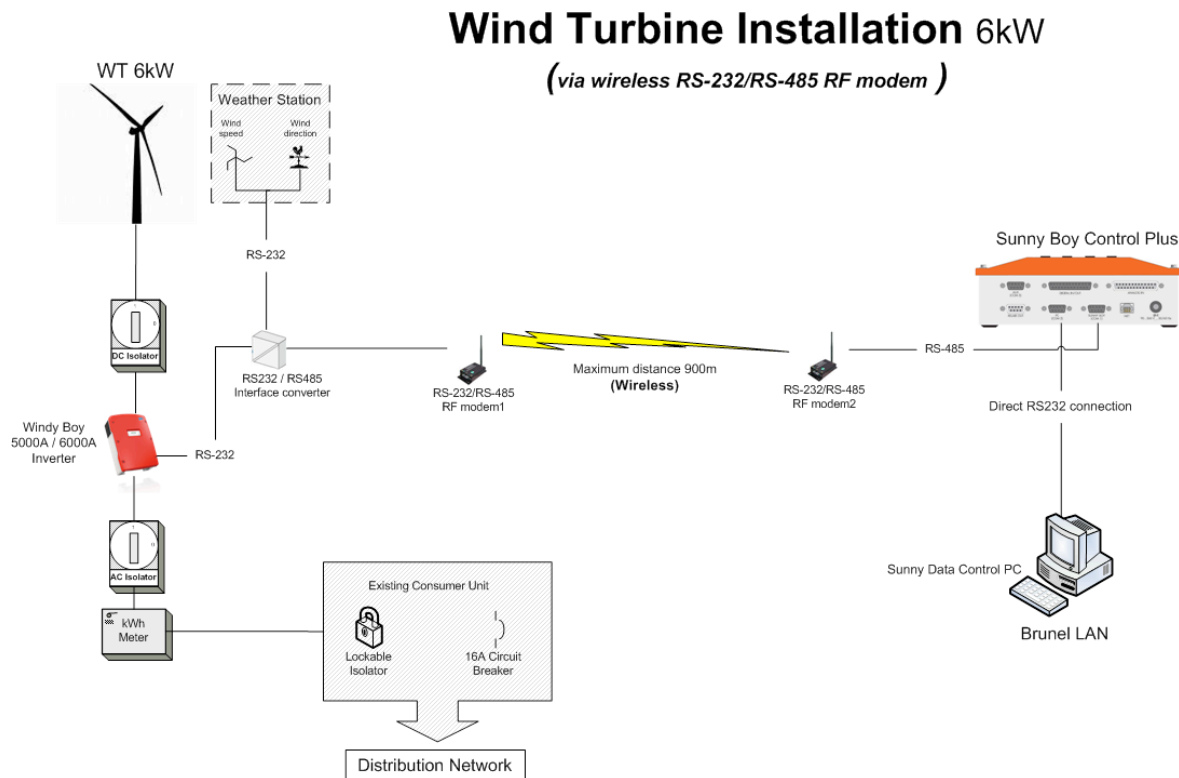 Wind Turbine Installation 6kW
(via wireless RS-232/RS-485 RF modem )
WT 6kW
Weather Station
Wind
speed
Wind
direction
RS-232
DC Isolator
RS232 / RS485
Interface converter
Windy Boy
5000A / 6000A
Inverter
RS-232
AC Isolator
kWh
Meter
RS-232/RS-485
RF modem1
Maximum distance 900m
(Wireless)
RS-232/RS-485
RF modem2
RS-485
Sunny Boy Control Plus
Direct RS232 connection
Sunny Data Control PC
Brunel LAN
Existing Consumer Unit
Lockable
Isolator
16A Circuit
Breaker
Distribution Network